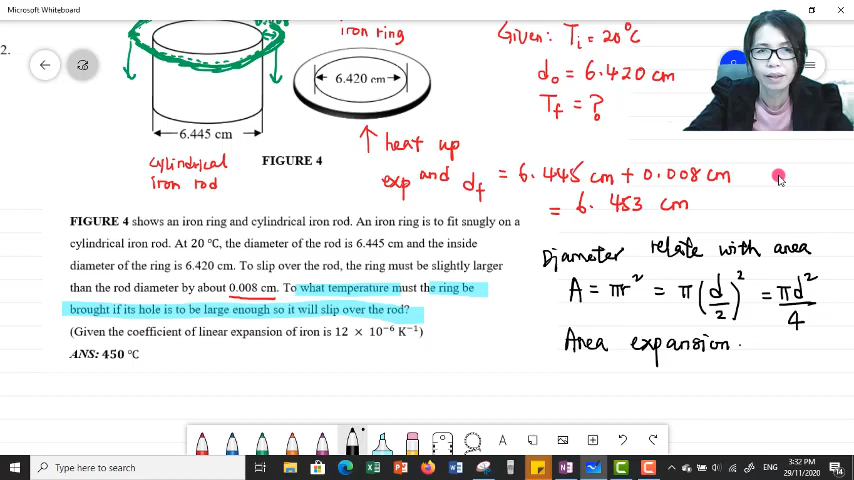 Microsoft Whiteboard
2.
iron ring
Given: Ti = 20°C
do = 6.420 cm
Tf = ?
6.420 cm
6.445 cm
cylindrical
iron rod
FIGURE 4
↑ heat up
exp and df = 6.445 cm + 0.008 cm
= 6.453 cm
FIGURE 4 shows an iron ring and cylindrical iron rod. An iron ring is to fit snugly on a
cylindrical iron rod. At 20 °C, the diameter of the rod is 6.445 cm and the inside
diameter of the ring is 6.420 cm. To slip over the rod, the ring must be slightly larger
than the rod diameter by about 0.008 cm. To what temperature must the ring be
brought if its hole is to be large enough so it will slip over the rod?
(Given the coefficient of linear expansion of iron is 12 × 10⁻⁶ K⁻¹)
ANS: 450 °C
Diameter relate with area
A = πr² = π(d/2)² = πd²/4
Area expansion.
Type here to search
ENG
3:32 PM
29/11/2020
14